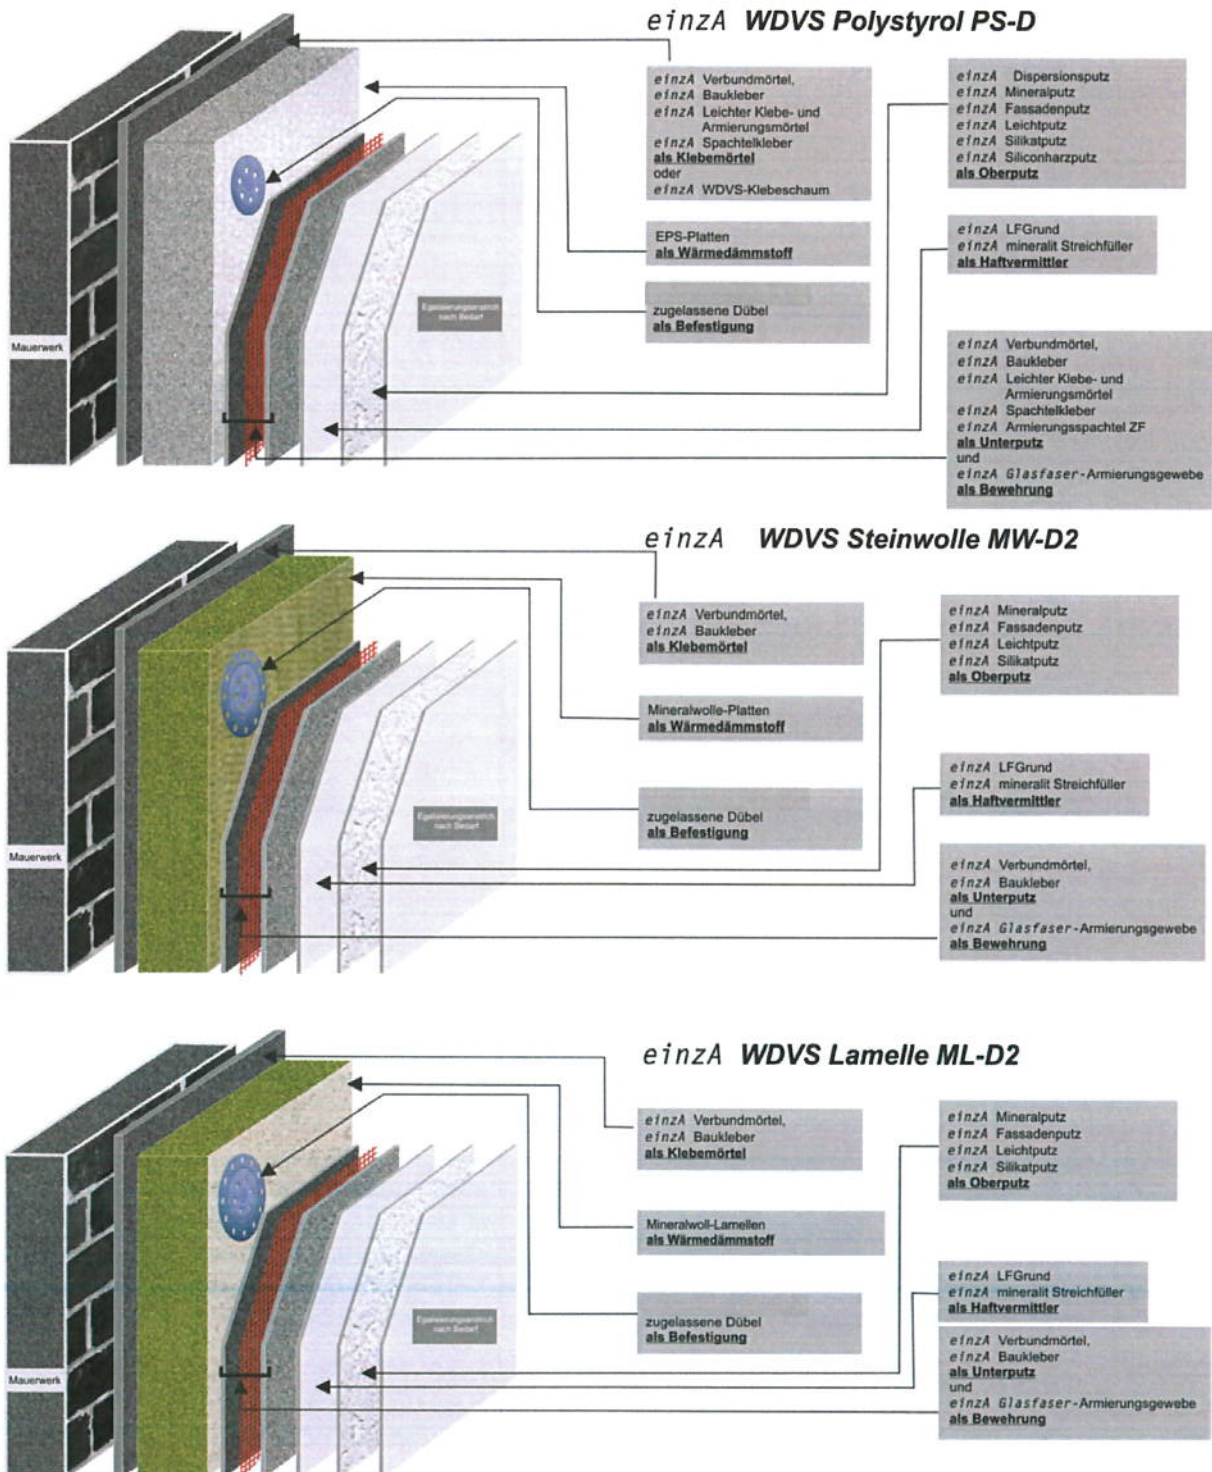 einzA WDVS Polystyrol PS-D
einzA Verbundmörtel,
einzA Baukleber
einzA Leichter Klebe- und
Armierungsmörtel
einzA Spachtelkleber
als Klebemörtel
oder
einzA WDVS-Klebeschaum
einzA Dispersionsputz
einzA Mineralputz
einzA Fassadenputz
einzA Leichtputz
einzA Silikatputz
einzA Siliconharzputz
als Oberputz
EPS-Platten
als Wärmedämmstoff
einzA LFGrund
einzA mineralit Streichfüller
als Haftvermittler
zugelassene Dübel
als Befestigung
Egalisierungsanstrich
nach Bedarf
Mauerwerk
einzA Verbundmörtel,
einzA Baukleber
einzA Leichter Klebe- und
Armierungsmörtel
einzA Spachtelkleber
einzA Armierungsspachtel ZF
als Unterputz
und
einzA Glasfaser-Armierungsgewebe
als Bewehrung
einzA WDVS Steinwolle MW-D2
einzA Verbundmörtel,
einzA Baukleber
als Klebemörtel
einzA Mineralputz
einzA Fassadenputz
einzA Leichtputz
einzA Silikatputz
als Oberputz
Mineralwolle-Platten
als Wärmedämmstoff
einzA LFGrund
einzA mineralit Streichfüller
als Haftvermittler
zugelassene Dübel
als Befestigung
Egalisierungsanstrich
nach Bedarf
Mauerwerk
einzA Verbundmörtel,
einzA Baukleber
als Unterputz
und
einzA Glasfaser-Armierungsgewebe
als Bewehrung
einzA WDVS Lamelle ML-D2
einzA Verbundmörtel,
einzA Baukleber
als Klebemörtel
einzA Mineralputz
einzA Fassadenputz
einzA Leichtputz
einzA Silikatputz
als Oberputz
Mineralwoll-Lamellen
als Wärmedämmstoff
einzA LFGrund
einzA mineralit Streichfüller
als Haftvermittler
zugelassene Dübel
als Befestigung
Egalisierungsanstrich
nach Bedarf
Mauerwerk
einzA Verbundmörtel,
einzA Baukleber
als Unterputz
und
einzA Glasfaser-Armierungsgewebe
als Bewehrung